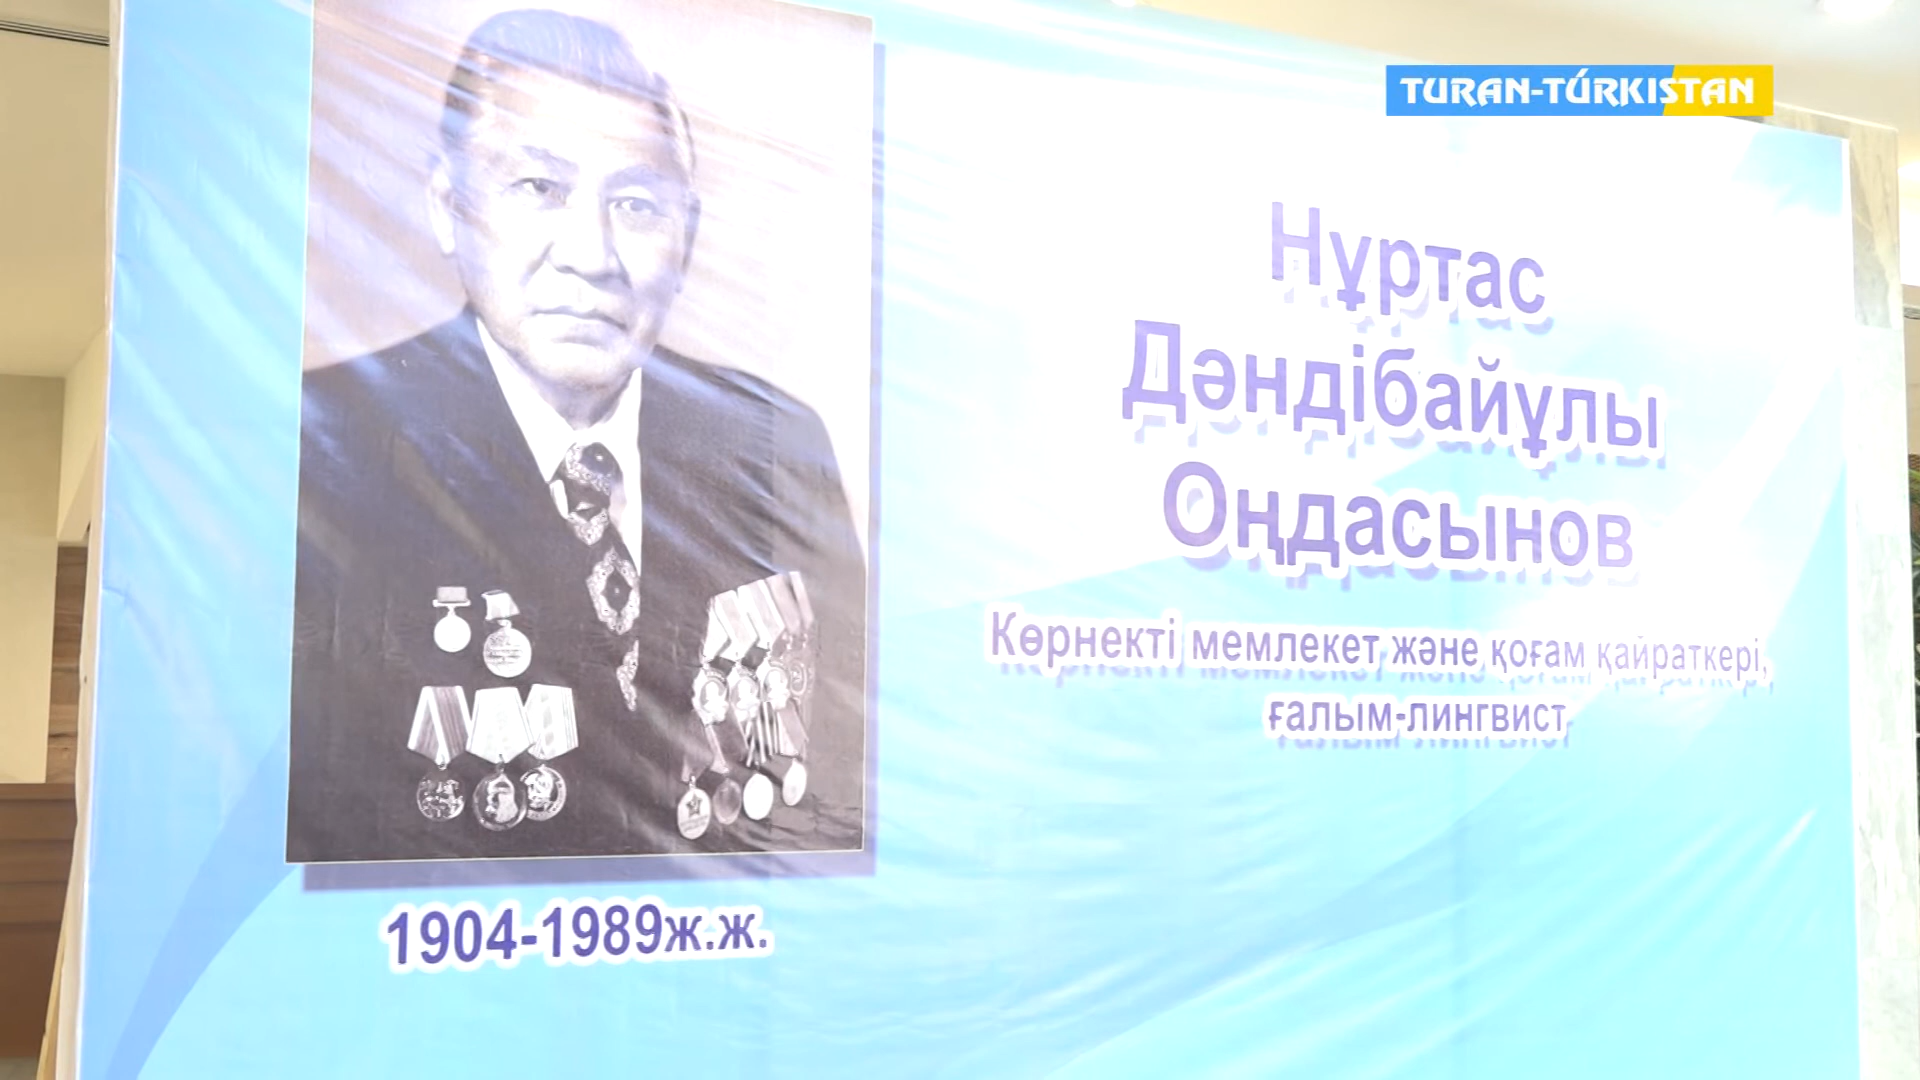 TURAN-TÚRKISTAN
Нұртас
Дәндібайұлы
Оңдасынов
Көрнекті мемлекет және қоғам қайраткері,
ғалым-лингвист
1904-1989ж.ж.